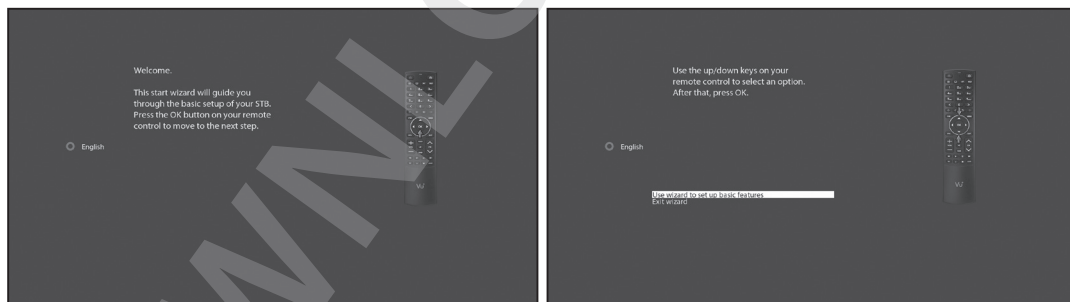 Welcome.
This start wizard will guide you
through the basic setup of your STB.
Press the OK button on your remote
control to move to the next step.
English
VU
Use the up/down keys on your
remote control to select an option.
After that, press OK.
English
Use wizard to set up basic features
Exit wizard
VU